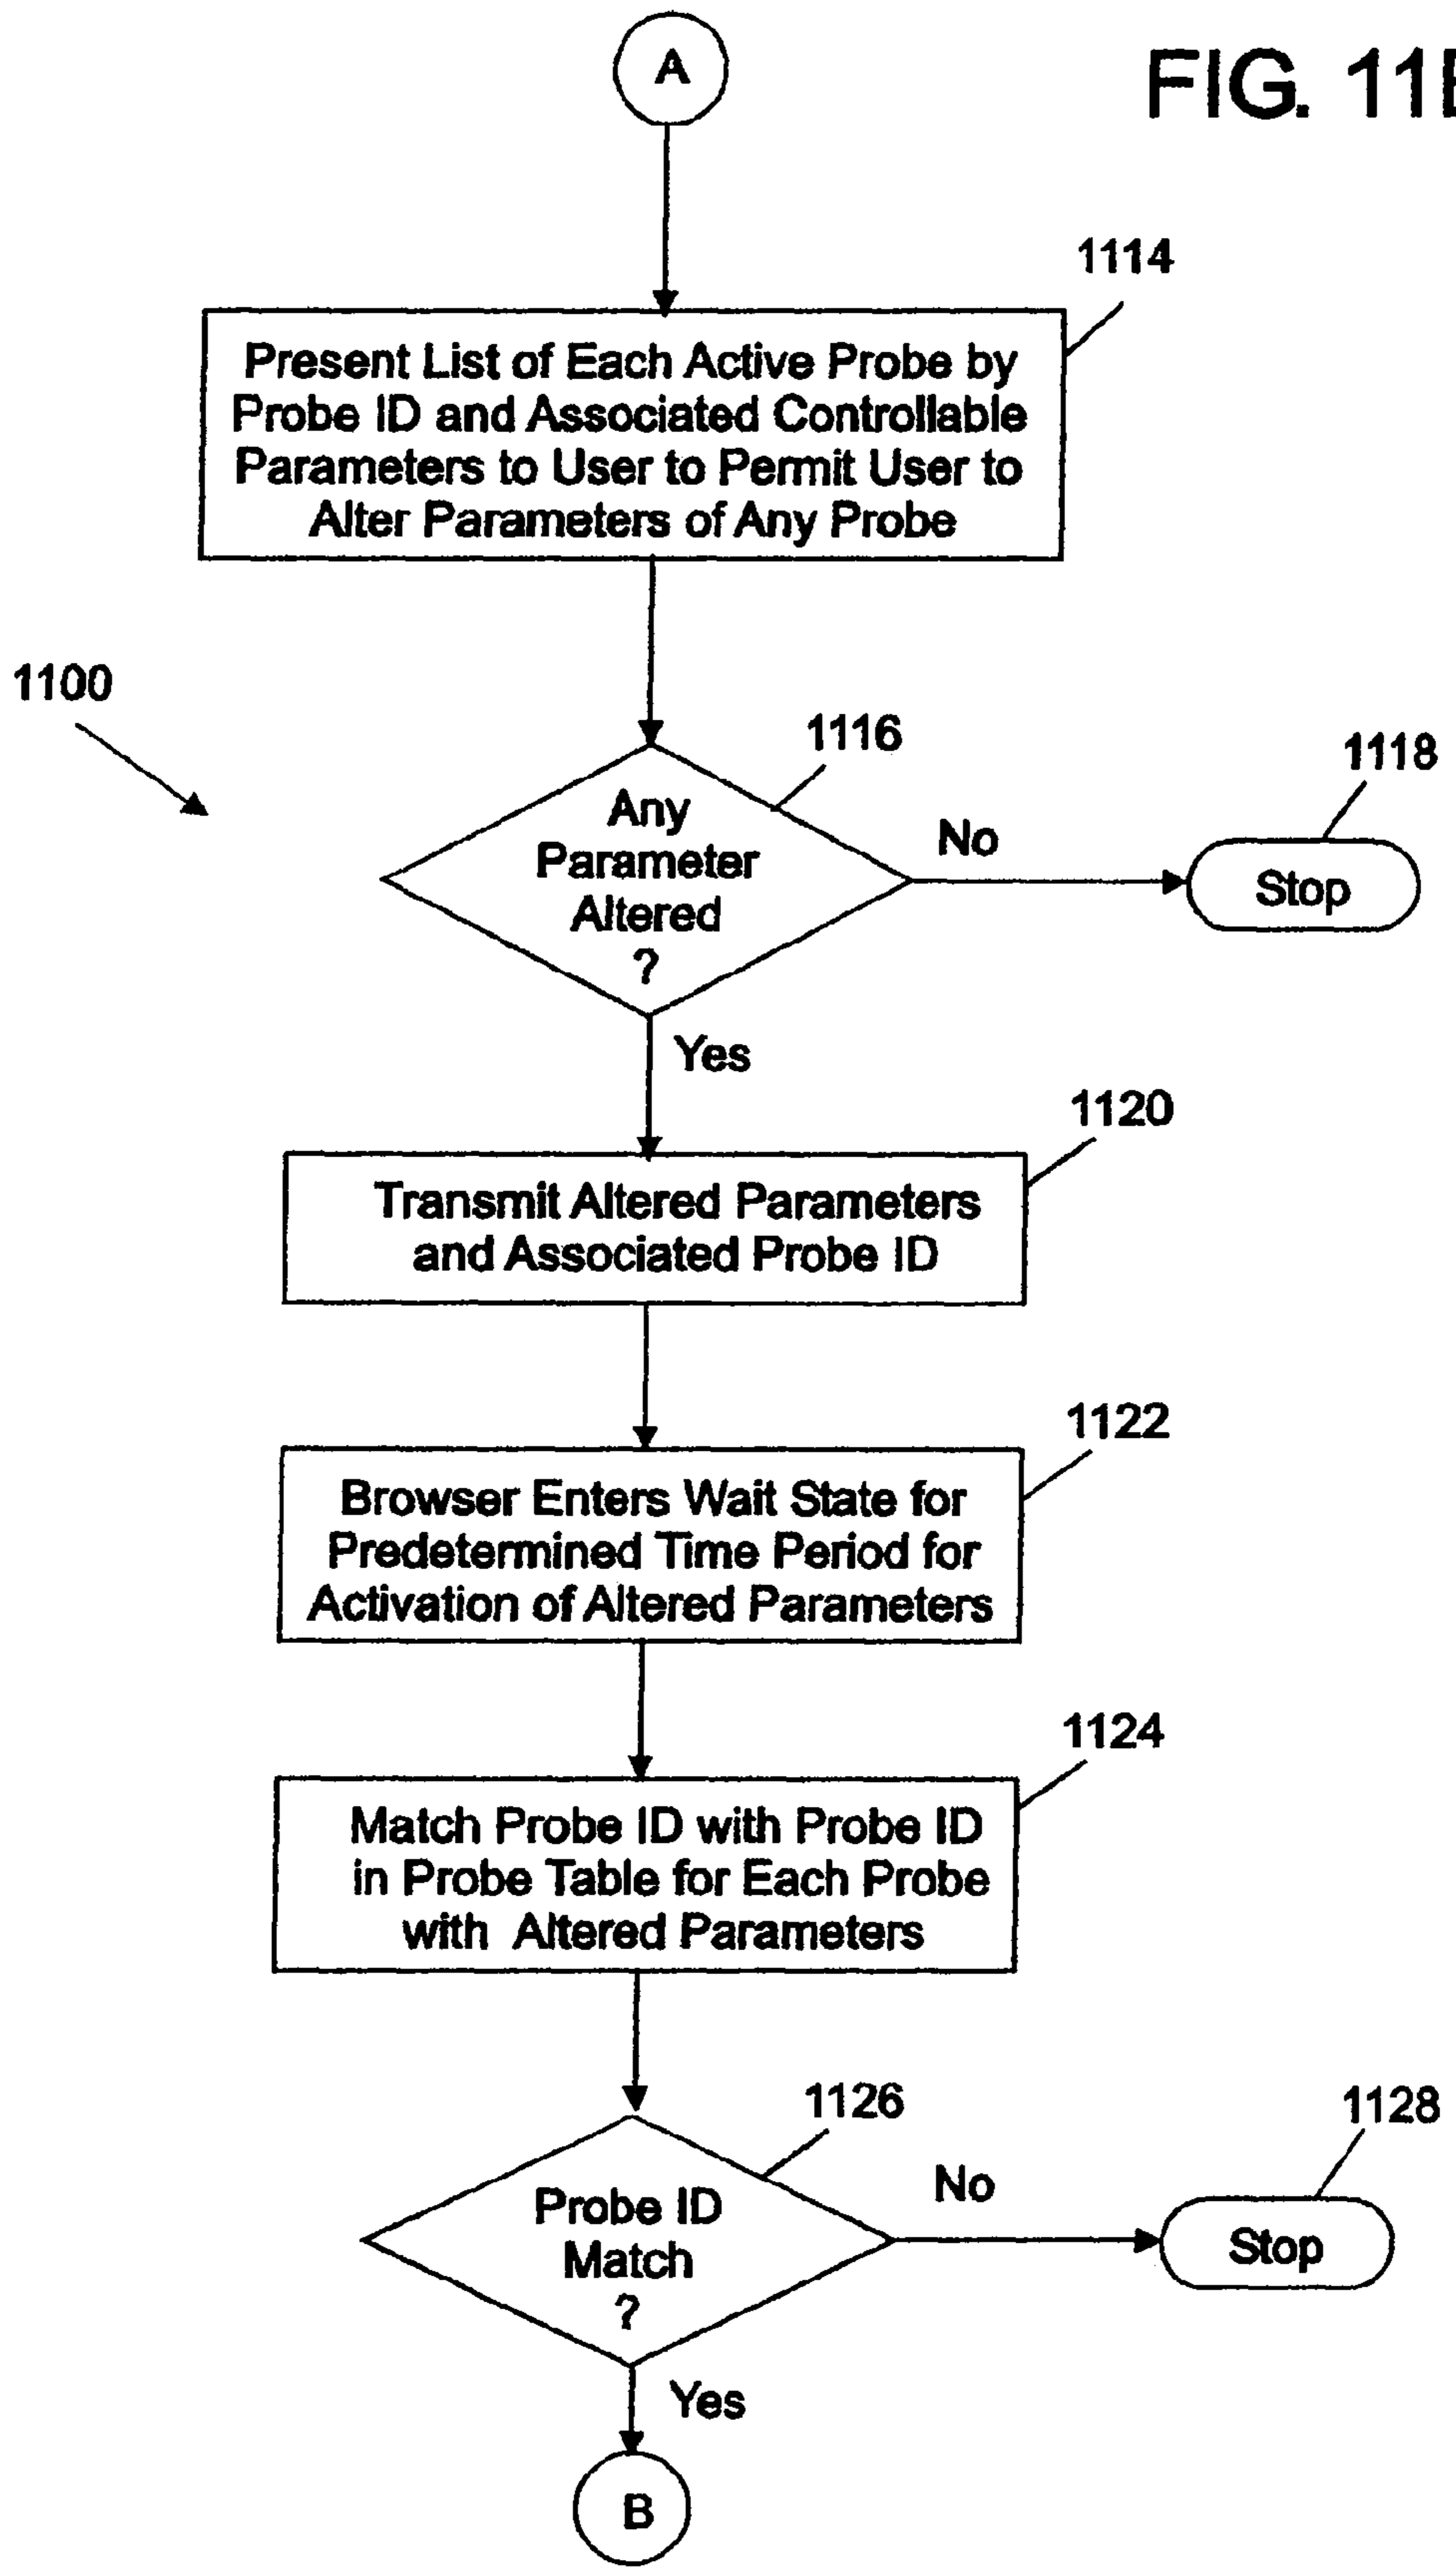 A
FIG. 11B
1114
Present List of Each Active Probe by
Probe ID and Associated Controllable
Parameters to User to Permit User to
Alter Parameters of Any Probe
1100
1116
1118
Any
Parameter
Altered
?
No
Stop
Yes
1120
Transmit Altered Parameters
and Associated Probe ID
1122
Browser Enters Wait State for
Predetermined Time Period for
Activation of Altered Parameters
1124
Match Probe ID with Probe ID
in Probe Table for Each Probe
with Altered Parameters
1126
1128
Probe ID
Match
?
No
Stop
Yes
B